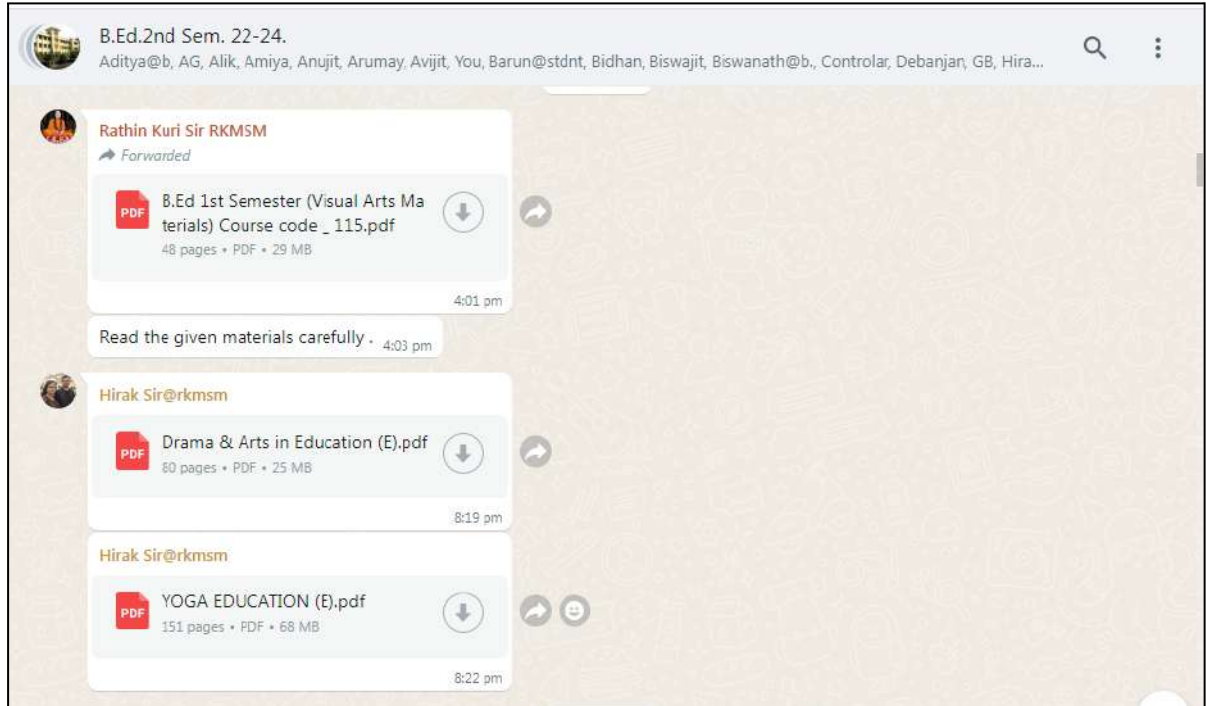 B.Ed.2nd Sem. 22-24.
Aditya@b, AG, Alik, Amiya, Anujit, Arumay, Avijit, You, Barun@stdnt, Bidhan, Biswajit, Biswanath@b., Controlar, Debanjan, GB, Hira...
Rathin Kuri Sir RKMSM
Forwarded
PDF
B.Ed 1st Semester (Visual Arts Ma
terials) Course code _ 115.pdf
48 pages • PDF • 29 MB
4:01 pm
Read the given materials carefully .
4:03 pm
Hirak Sir@rkmsm
PDF
Drama & Arts in Education (E).pdf
80 pages • PDF • 25 MB
8:19 pm
Hirak Sir@rkmsm
PDF
YOGA EDUCATION (E).pdf
151 pages • PDF • 68 MB
8:22 pm